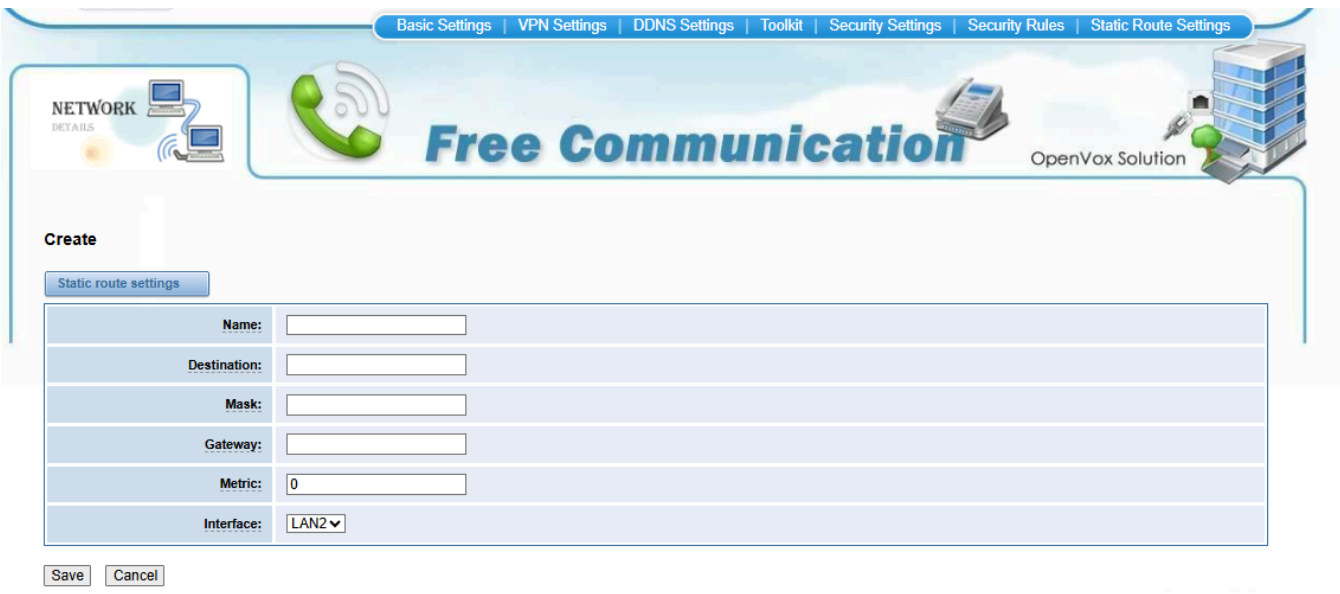 Basic Settings | VPN Settings | DDNS Settings | Toolkit | Security Settings | Security Rules | Static Route Settings
NETWORK
DETAILS
Free Communication
OpenVox Solution
Create
Static route settings
Name:
Destination:
Mask:
Gateway:
Metric: 0
Interface: LAN2
Save Cancel